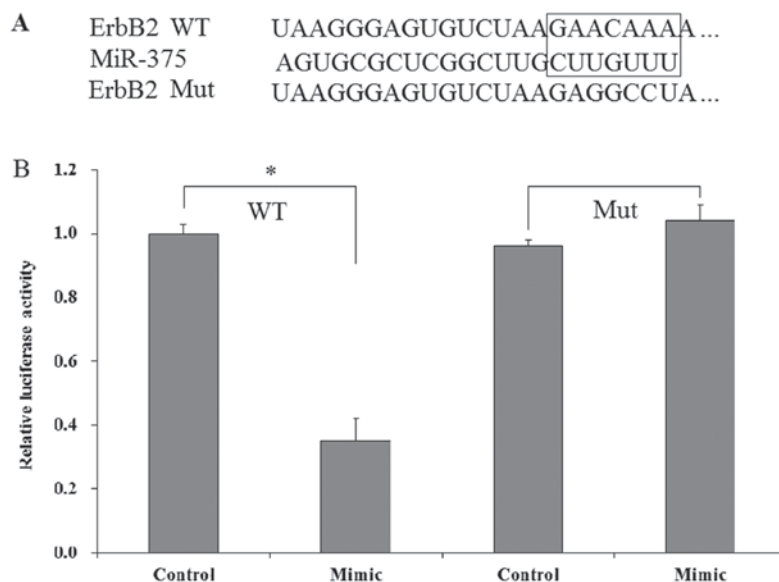 A
ErbB2 WT UAAGGGAGUGUCUAAGAACAAAA...
MiR-375 AGUGCGCUCGGCUUGCUUGUUU
ErbB2 Mut UAAGGGAGUGUCUAAGAGGCCUA...
B
1.2
1.0
0.8
0.6
0.4
0.2
0.0
Relative luciferase activity
*
WT
Mut
Control Mimic Control Mimic